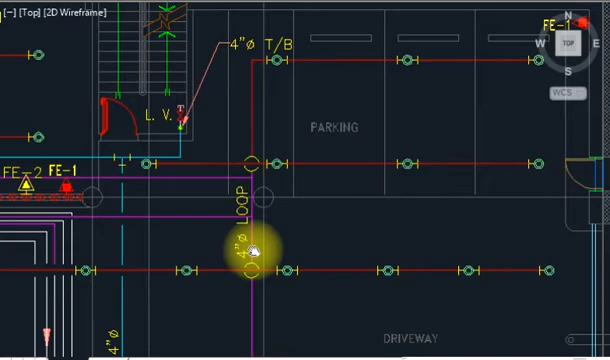 [−] [Top] [2D Wireframe]
4"ø T/B
FE-1
N
W
TOP
E
S
WCS
L. V.
T
PARKING
FE-2
FE-1
4"ø LOOP
DRIVEWAY
4"ø